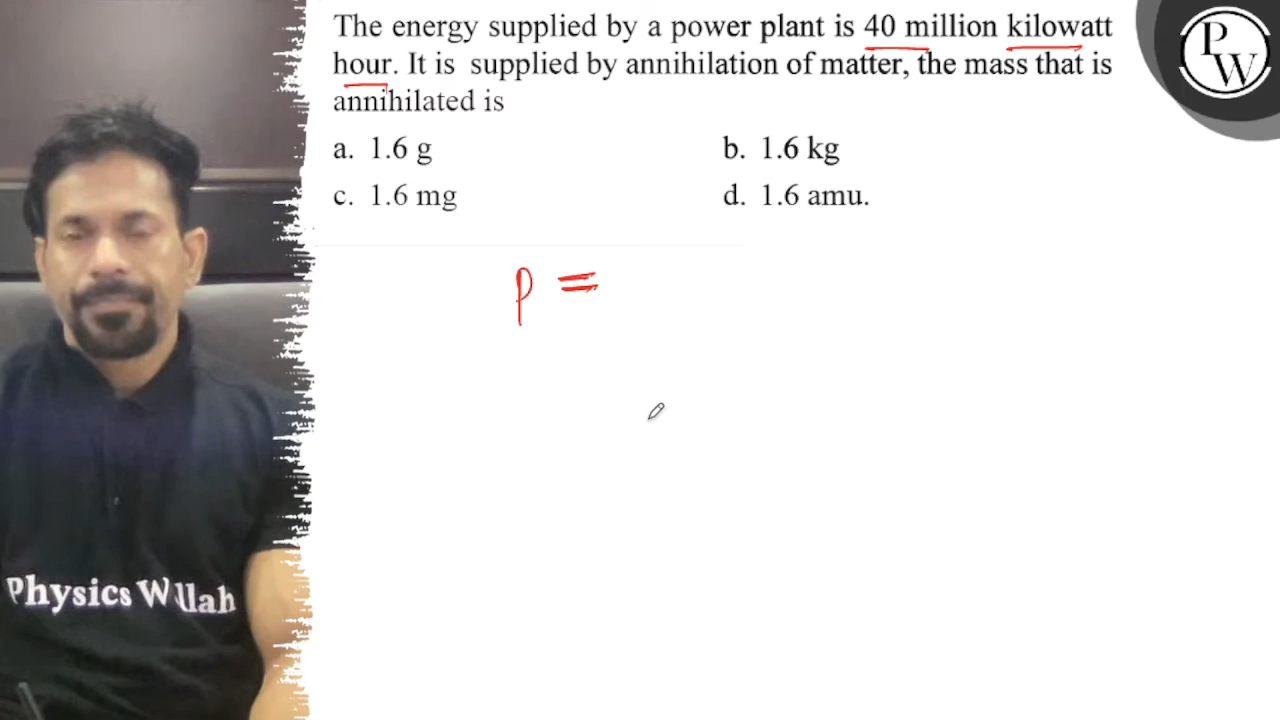 The energy supplied by a power plant is 40 million kilowatt
hour. It is supplied by annihilation of matter, the mass that is
annihilated is
a. 1.6 g
b. 1.6 kg
c. 1.6 mg
d. 1.6 amu.
P =
PW
Physics Wallah